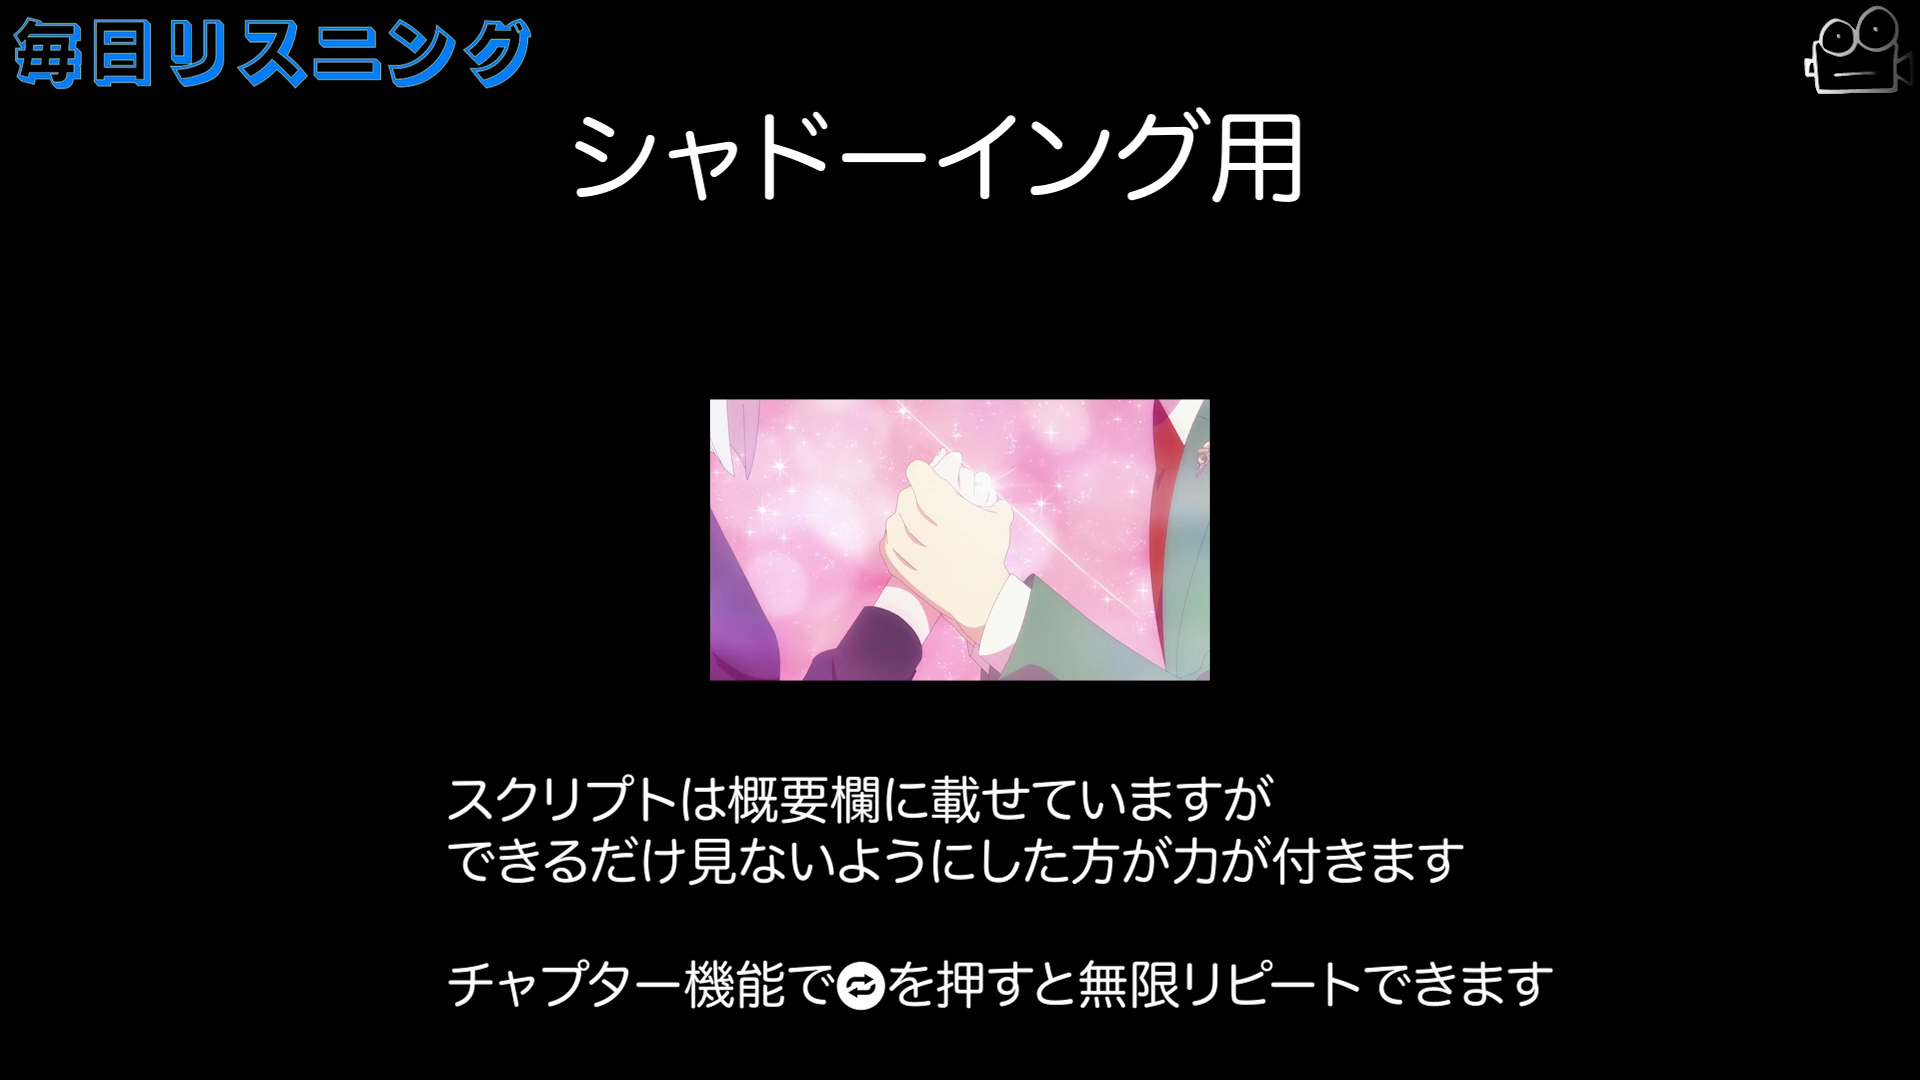 毎日リスニング
シャドーイング用
スクリプトは概要欄に載せていますが
できるだけ見ないようにした方が力が付きます
チャプター機能で🔁を押すと無限リピートできます